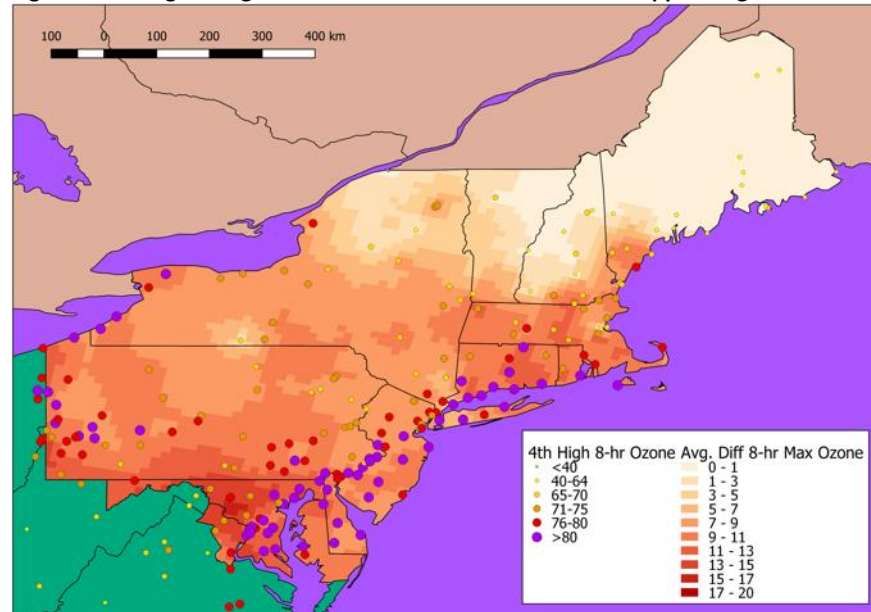 100 0 100 200 300 400 km
4th High 8-hr Ozone
<40
40-64
65-70
71-75
76-80
>80
Avg. Diff 8-hr Max Ozone
0 - 1
1 - 3
3 - 5
5 - 7
7 - 9
9 - 11
11 - 13
13 - 15
15 - 17
17 - 20